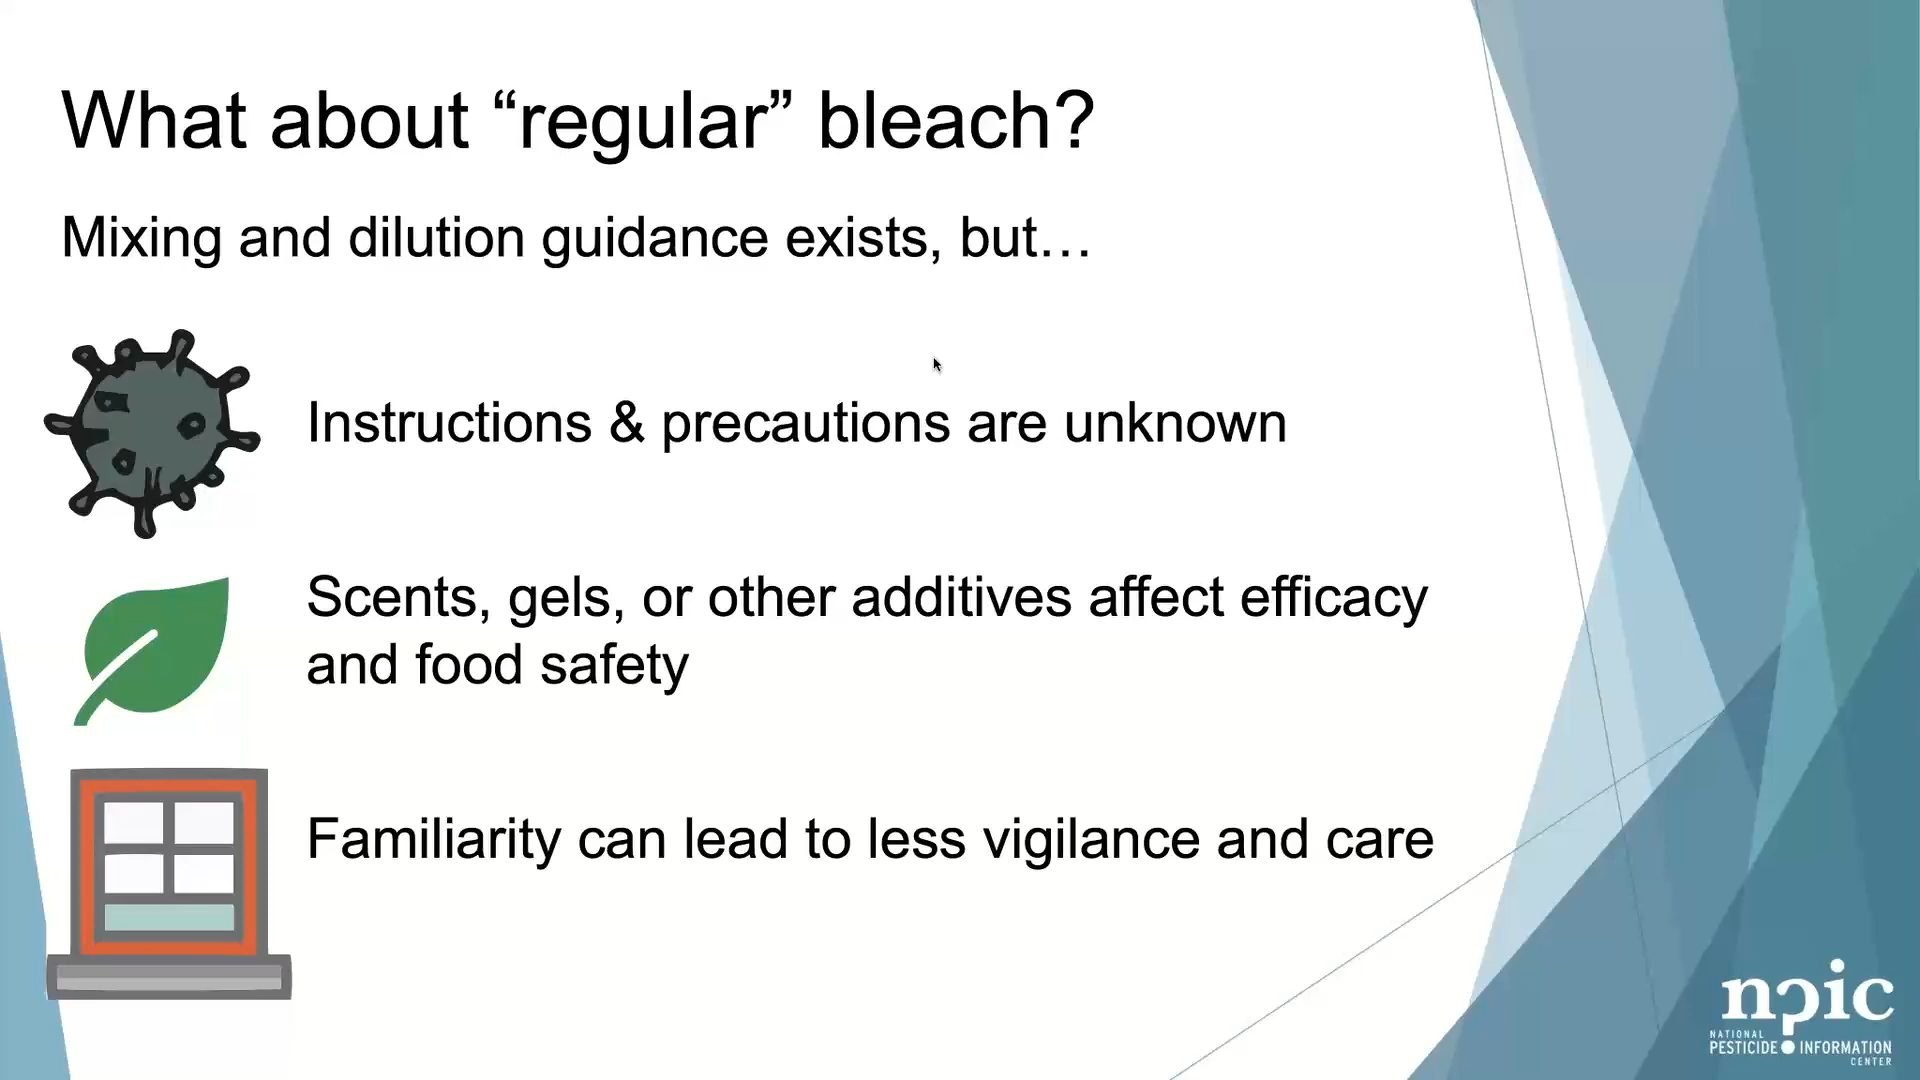 What about “regular” bleach?
Mixing and dilution guidance exists, but…
Instructions & precautions are unknown
Scents, gels, or other additives affect efficacy
and food safety
Familiarity can lead to less vigilance and care
npic
NATIONAL
PESTICIDE INFORMATION
CENTER